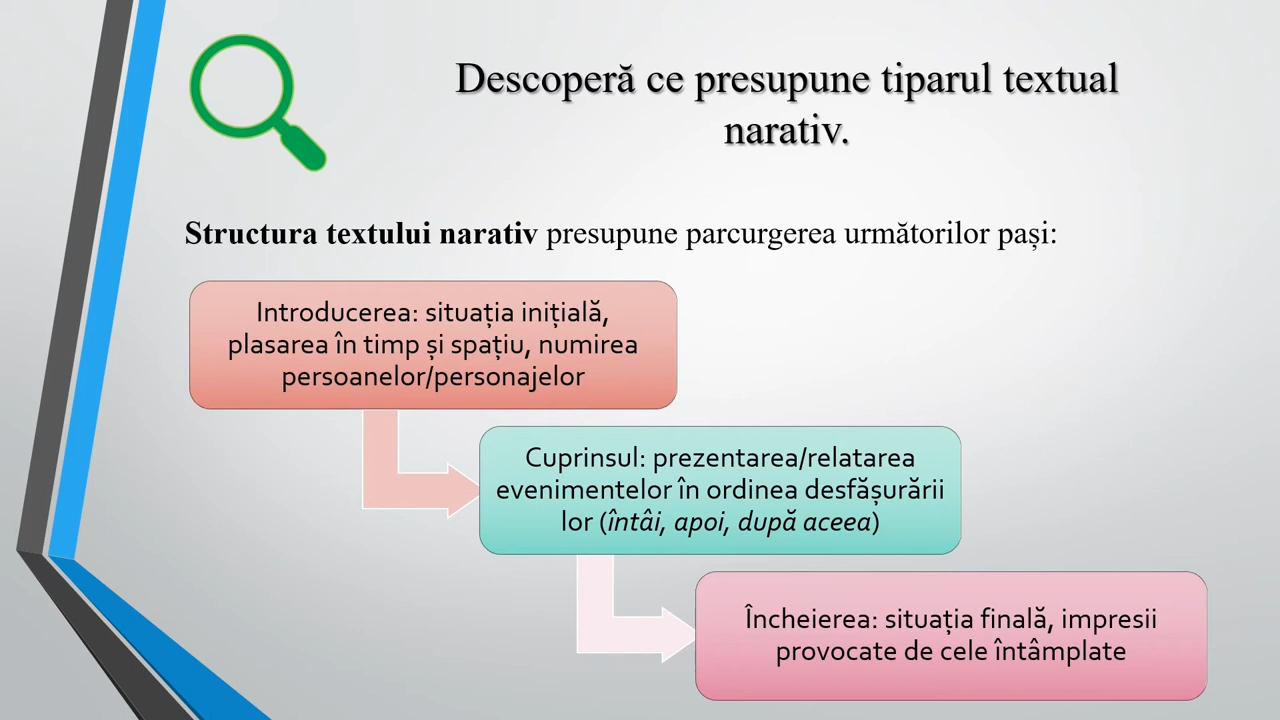 Descoperă ce presupune tiparul textual
narativ.
Structura textului narativ presupune parcurgerea următorilor pași:
Introducerea: situația inițială,
plasarea în timp și spațiu, numirea
persoanelor/personajelor
Cuprinsul: prezentarea/relatarea
evenimentelor în ordinea desfășurării
lor (întâi, apoi, după aceea)
Încheierea: situația finală, impresii
provocate de cele întâmplate